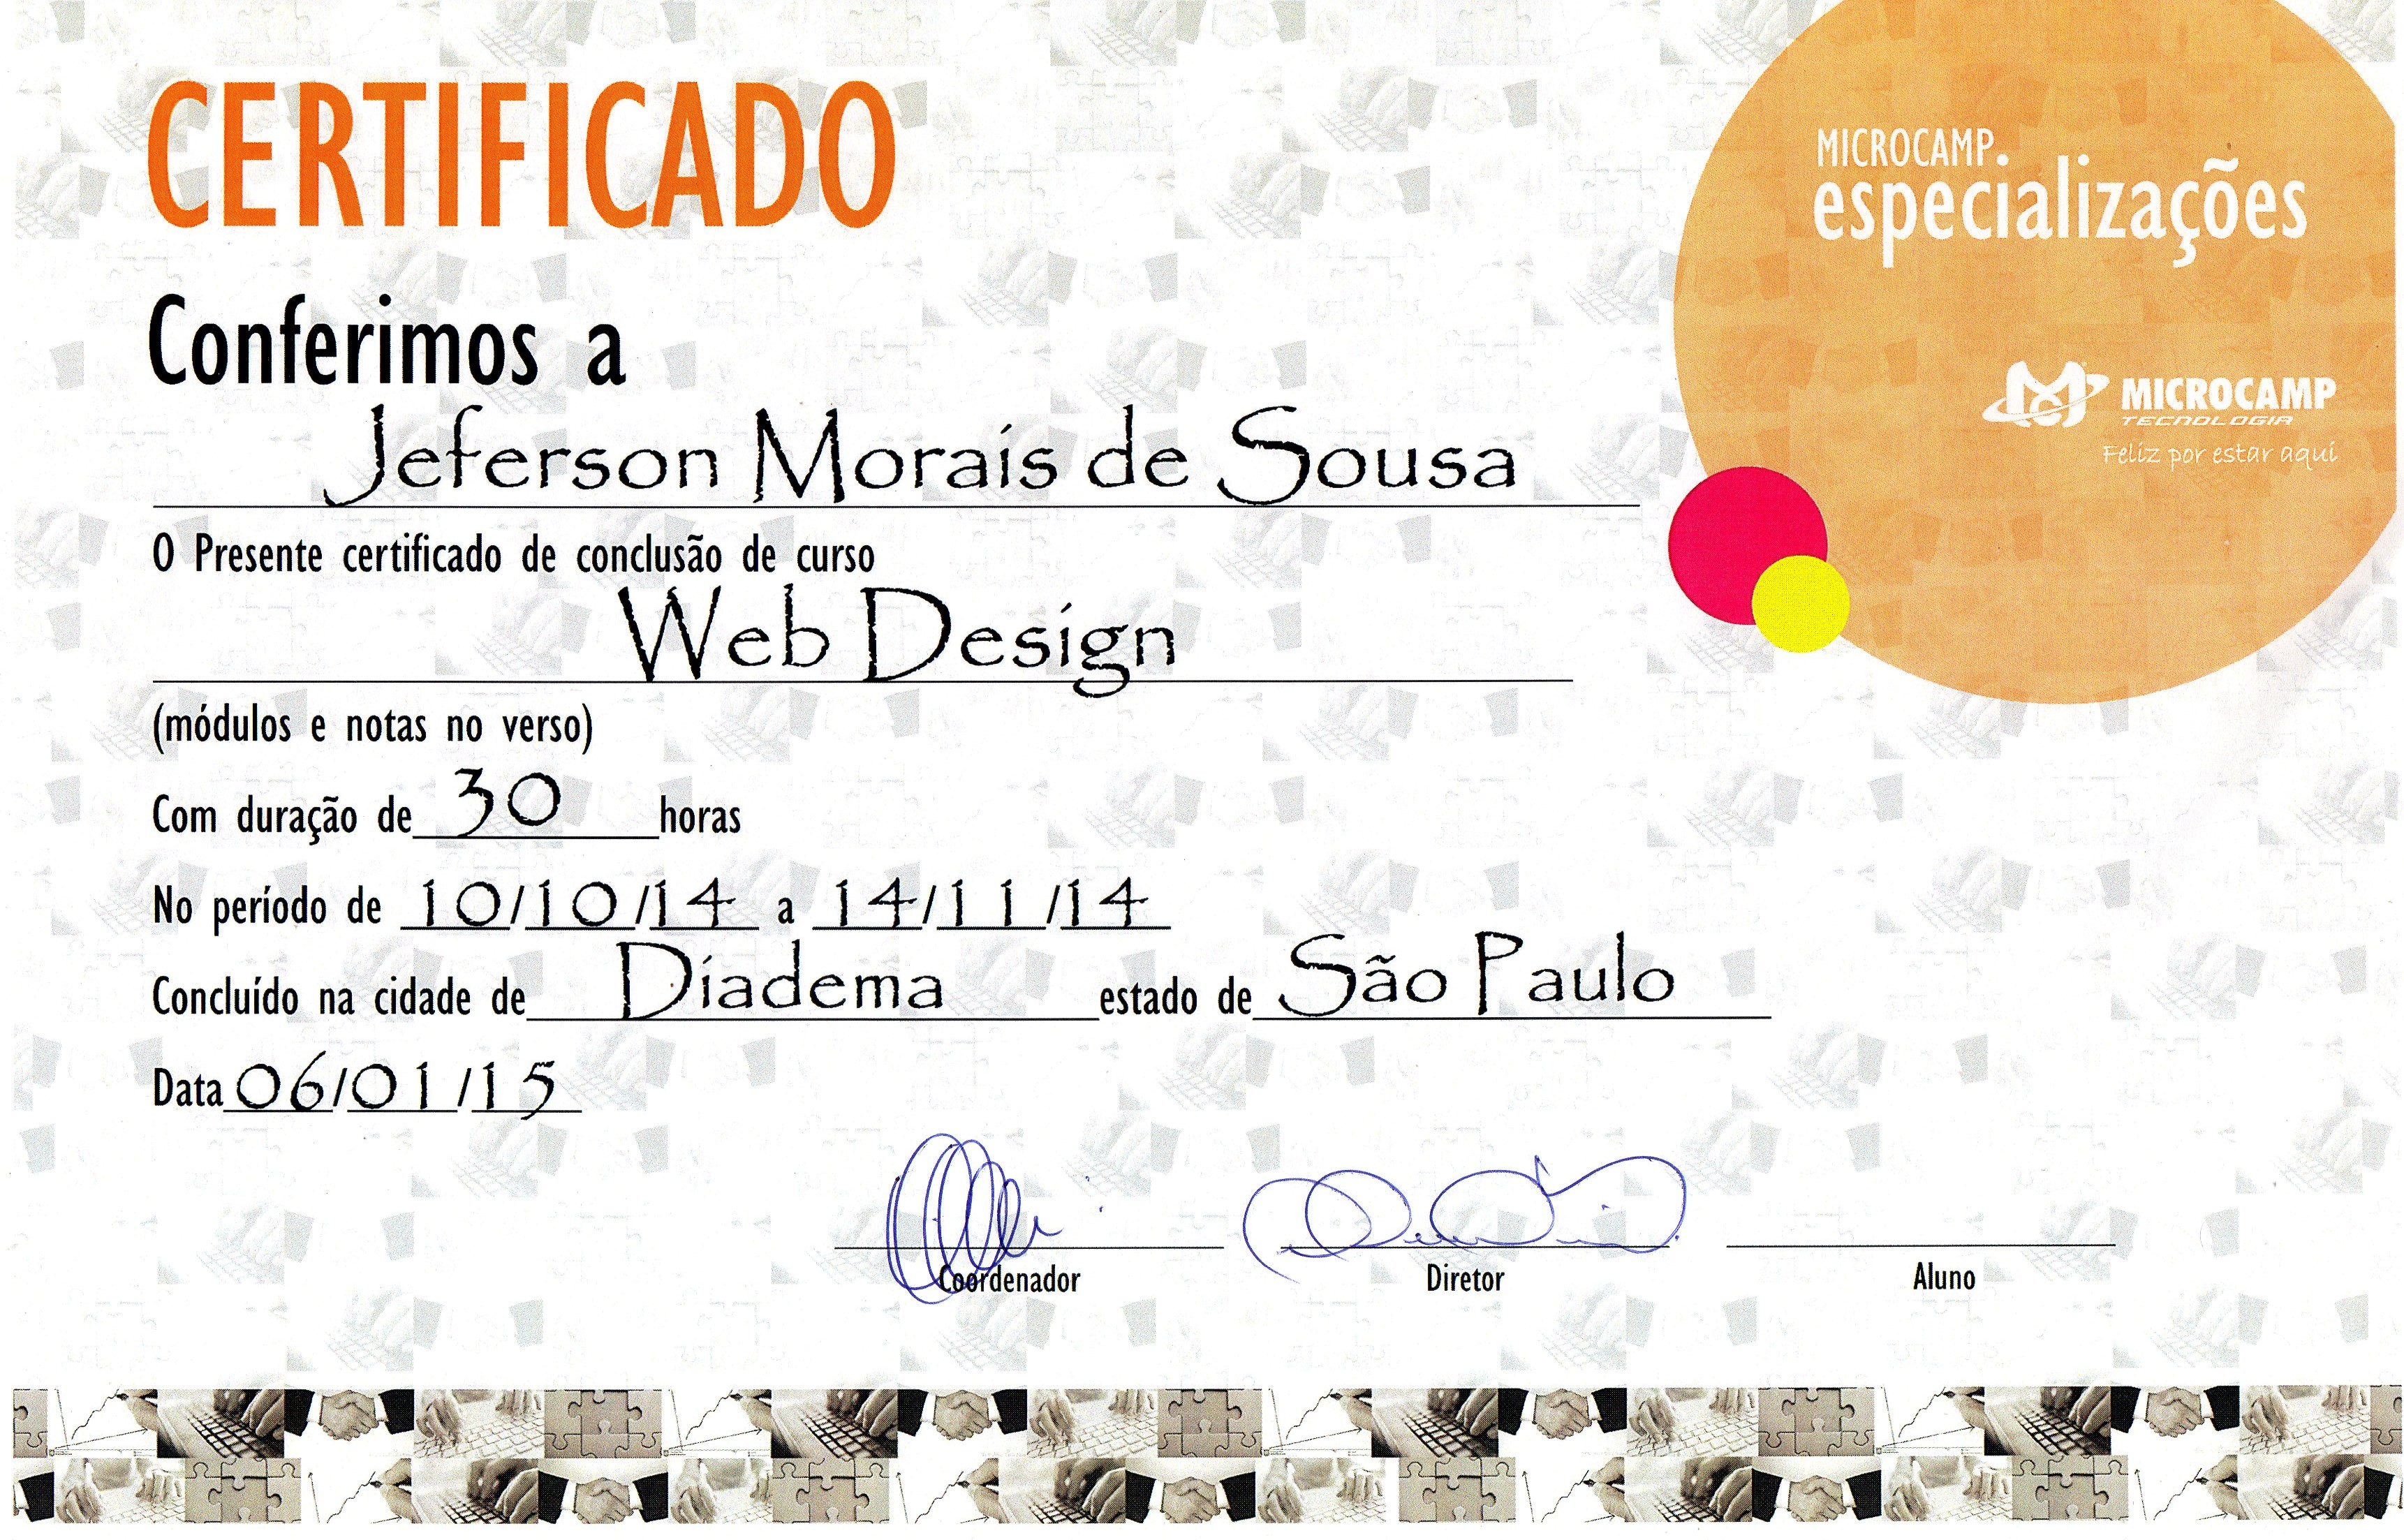 CERTIFICADO
MICROCAMP
especializações
MICROCAMP
TECNOLOGIA
Feliz por estar aqui
Conferimos a
Jeferson Morais de Sousa
O Presente certificado de conclusão de curso
Web Design
(módulos e notas no verso)
Com duração de 30 horas
No período de 10/10/14 a 14/11/14
Concluído na cidade de Diadema estado de São Paulo
Data 06/01/15
Coordenador Diretor Aluno